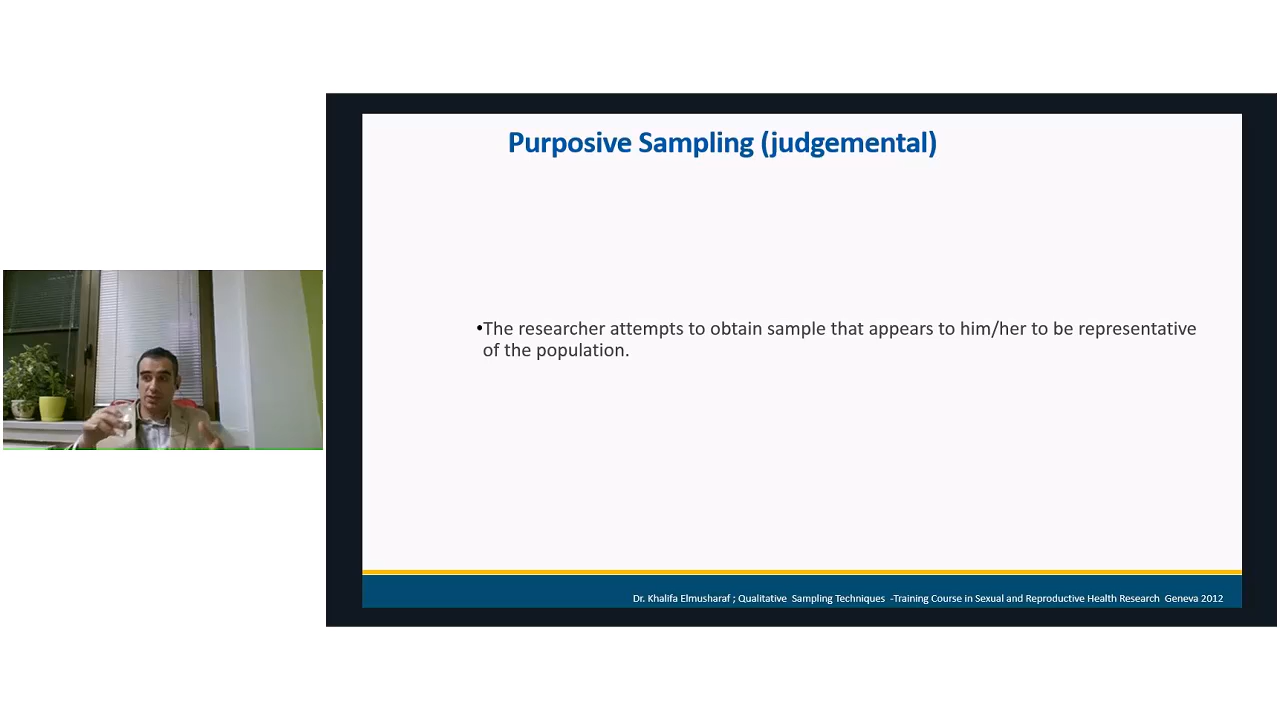 Purposive Sampling (judgemental)
•The researcher attempts to obtain sample that appears to him/her to be representative
of the population.
Dr. Khalifa Elmusharaf ; Qualitative Sampling Techniques -Training Course in Sexual and Reproductive Health Research Geneva 2012